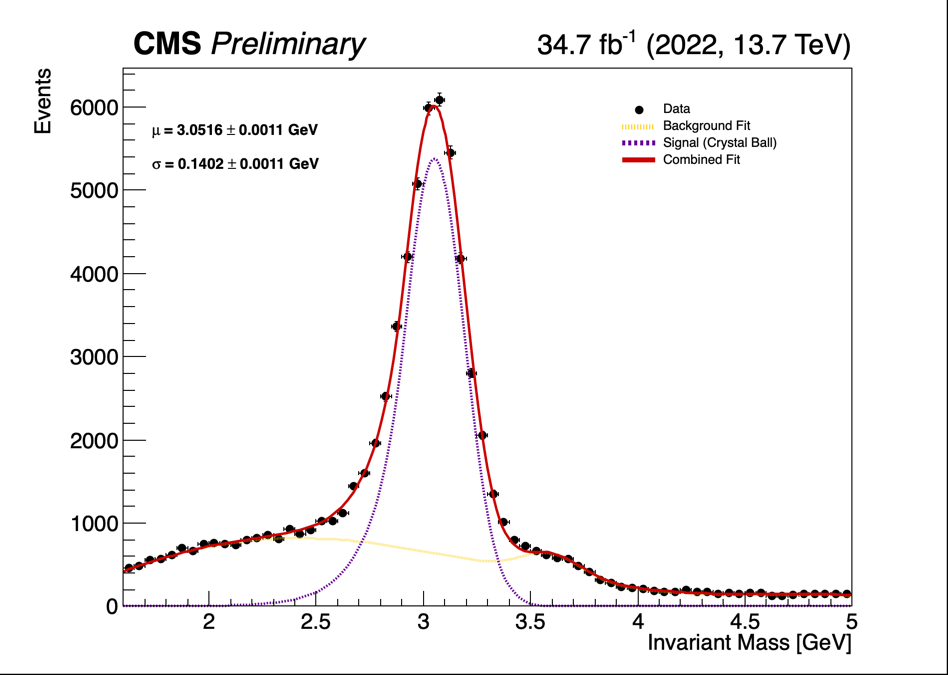 CMS Preliminary
34.7 fb⁻¹ (2022, 13.7 TeV)
Events
6000
5000
4000
3000
2000
1000
0
μ = 3.0516 ± 0.0011 GeV
σ = 0.1402 ± 0.0011 GeV
Data
Background Fit
Signal (Crystal Ball)
Combined Fit
2 2.5 3 3.5 4 4.5 5
Invariant Mass [GeV]